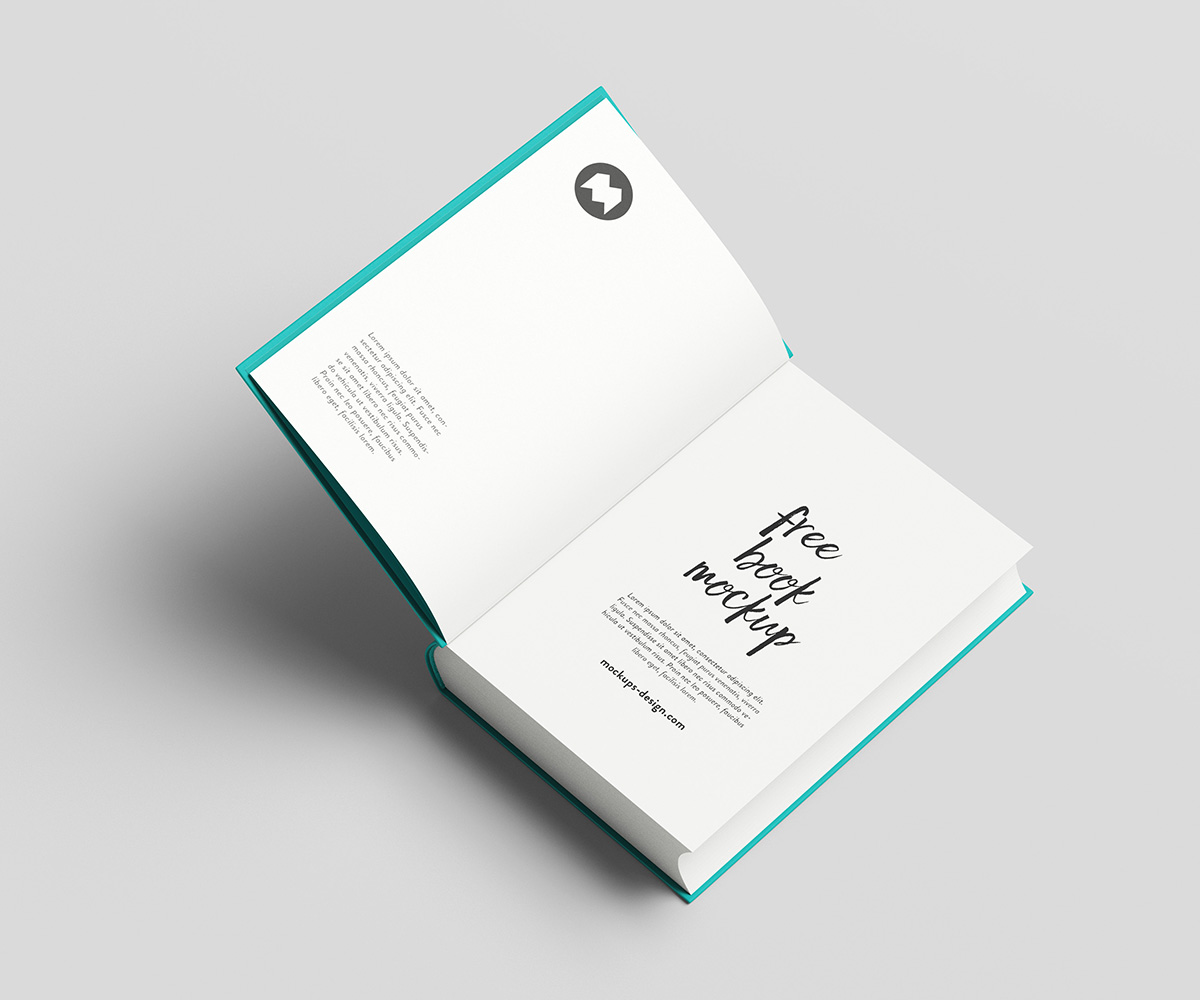 Lorem ipsum dolor sit amet, con-
sectetur adipiscing elit. Fusce nec
massa rhoncus, feugiat purus
venenatis, viverra ligula. Suspendis-
se sit amet libero nec risus commo-
do vehicula ut vestibulum risus.
Proin nec leo posuere, faucibus
libero eget, facilisis lorem.
free
book
mockup
Lorem ipsum dolor sit amet, consectetur adipiscing elit.
Fusce nec massa rhoncus, feugiat purus venenatis, viverra
ligula. Suspendisse sit amet libero nec risus commodo ve-
hicula ut vestibulum risus. Proin nec leo posuere, faucibus
libero eget, facilisis lorem.
mockups-design.com